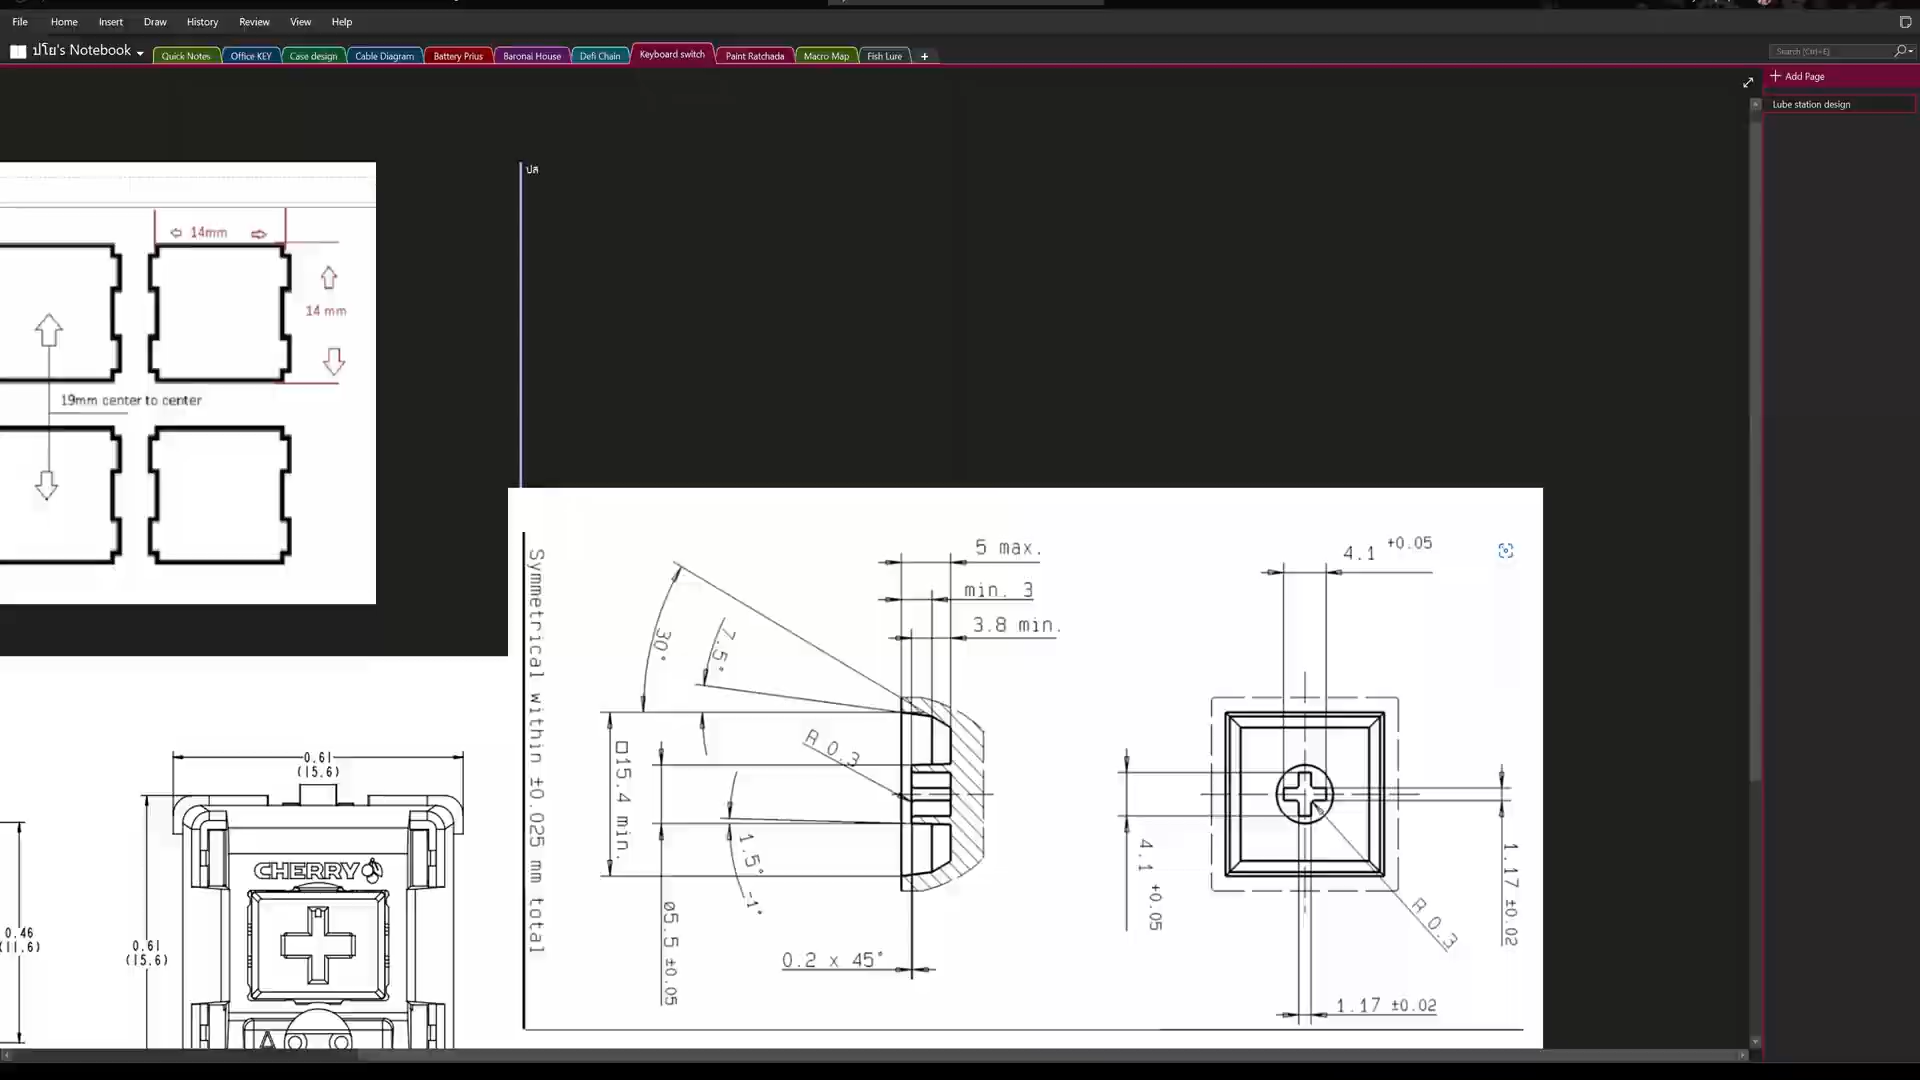 File Home Insert Draw History Review View Help
ปโย's Notebook
Quick Notes Office KEY Case design Cable Diagram Battery Prius Baronai House Defi Chain Keyboard switch Paint Ratchada Macro Map Fish Lure +
Search (Ctrl+E)
Add Page
Lube station design
ปส
14mm
14 mm
19mm center to center
5 max.
min. 3
3.8 min.
30°
7.5°
R 0.3
□15.4 min.
1.5° -1°
ø5.5 ±0.05
0.2 x 45°
Symmetrical within ±0.025 mm total
4.1 +0.05
4.1 +0.05
1.17 ±0.02
R 0.3
1.17 ±0.02
0.61
(15.6)
CHERRY
0.46
(11.6)
0.61
(15.6)
A